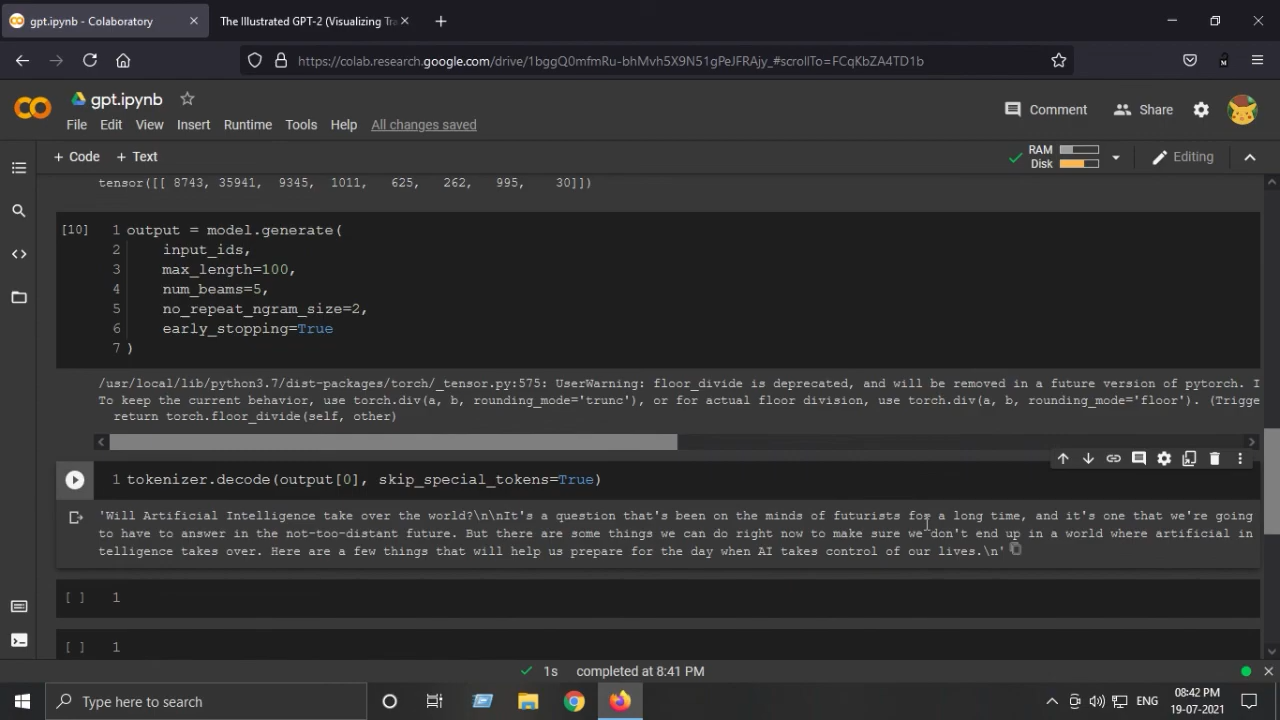 gpt.ipynb - Colaboratory
The Illustrated GPT-2 (Visualizing Tra
https://colab.research.google.com/drive/1bggQ0mfmRu-bhMvh5X9N51gPeJFRAjy_#scrollTo=FCqKbZA4TD1b
gpt.ipynb
Comment
Share
File Edit View Insert Runtime Tools Help All changes saved
+ Code + Text
RAM
Disk
Editing
tensor([[ 8743, 35941, 9345, 1011, 625, 262, 995, 30]])
[10] 1 output = model.generate(
2 input_ids,
3 max_length=100,
4 num_beams=5,
5 no_repeat_ngram_size=2,
6 early_stopping=True
7 )
/usr/local/lib/python3.7/dist-packages/torch/_tensor.py:575: UserWarning: floor_divide is deprecated, and will be removed in a future version of pytorch. I
To keep the current behavior, use torch.div(a, b, rounding_mode='trunc'), or for actual floor division, use torch.div(a, b, rounding_mode='floor'). (Trigge
return torch.floor_divide(self, other)
1 tokenizer.decode(output[0], skip_special_tokens=True)
'Will Artificial Intelligence take over the world?\n\nIt's a question that's been on the minds of futurists for a long time, and it's one that we're going
to have to answer in the not-too-distant future. But there are some things we can do right now to make sure we don't end up in a world where artificial in
telligence takes over. Here are a few things that will help us prepare for the day when AI takes control of our lives.\n'
[ ] 1
[ ] 1
1s completed at 8:41 PM
Type here to search
ENG
08:42 PM
19-07-2021